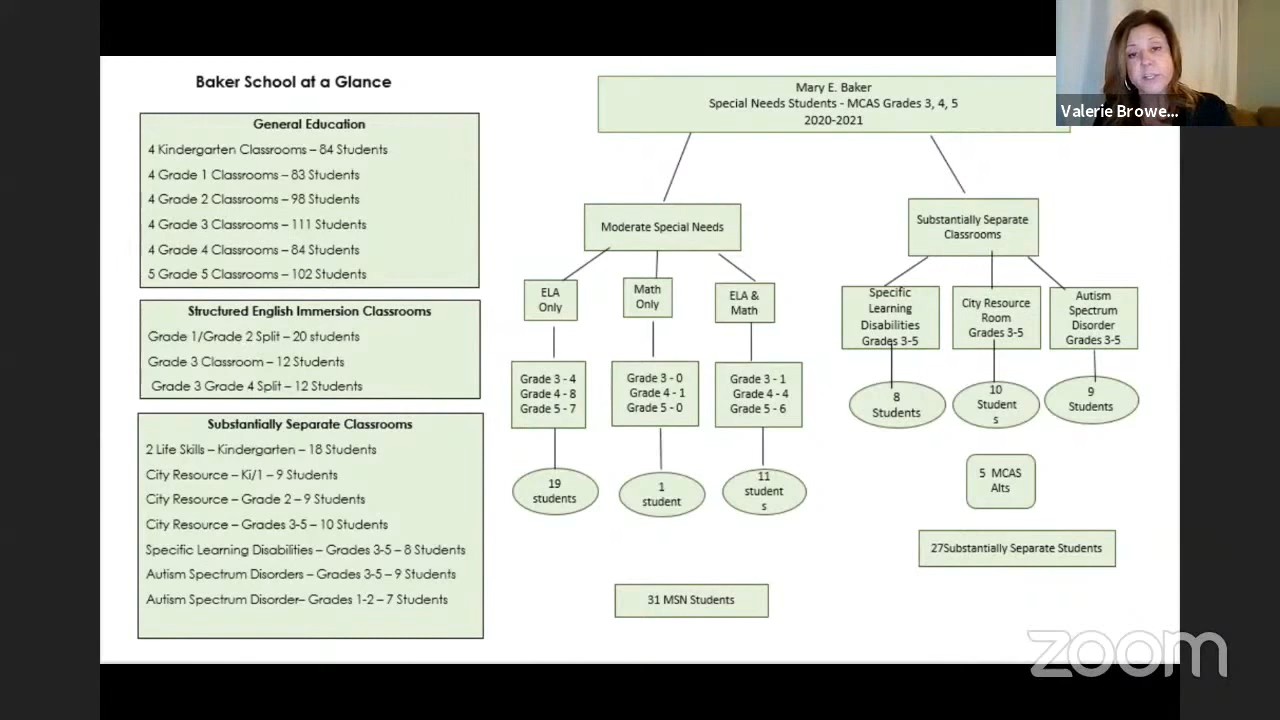 Baker School at a Glance
General Education
4 Kindergarten Classrooms – 84 Students
4 Grade 1 Classrooms – 83 Students
4 Grade 2 Classrooms – 98 Students
4 Grade 3 Classrooms – 111 Students
4 Grade 4 Classrooms – 84 Students
5 Grade 5 Classrooms – 102 Students
Structured English Immersion Classrooms
Grade 1/Grade 2 Split – 20 students
Grade 3 Classroom – 12 Students
Grade 3 Grade 4 Split – 12 Students
Substantially Separate Classrooms
2 Life Skills – Kindergarten – 18 Students
City Resource – Ki/1 – 9 Students
City Resource – Grade 2 – 9 Students
City Resource – Grades 3-5 – 10 Students
Specific Learning Disabilities – Grades 3-5 – 8 Students
Autism Spectrum Disorders – Grades 3-5 – 9 Students
Autism Spectrum Disorder– Grades 1-2 – 7 Students
Mary E. Baker
Special Needs Students - MCAS Grades 3, 4, 5
2020-2021
Moderate Special Needs
ELA
Only
Math
Only
ELA &
Math
Grade 3 - 4
Grade 4 - 8
Grade 5 - 7
Grade 3 - 0
Grade 4 - 1
Grade 5 - 0
Grade 3 - 1
Grade 4 - 4
Grade 5 - 6
19
students
1
student
11
student
s
31 MSN Students
Substantially Separate
Classrooms
Specific
Learning
Disabilities
Grades 3-5
City Resource
Room
Grades 3-5
Autism
Spectrum
Disorder
Grades 3-5
8
Students
10
Student
s
9
Students
5 MCAS
Alts
27Substantially Separate Students
Valerie Browe...
zoom